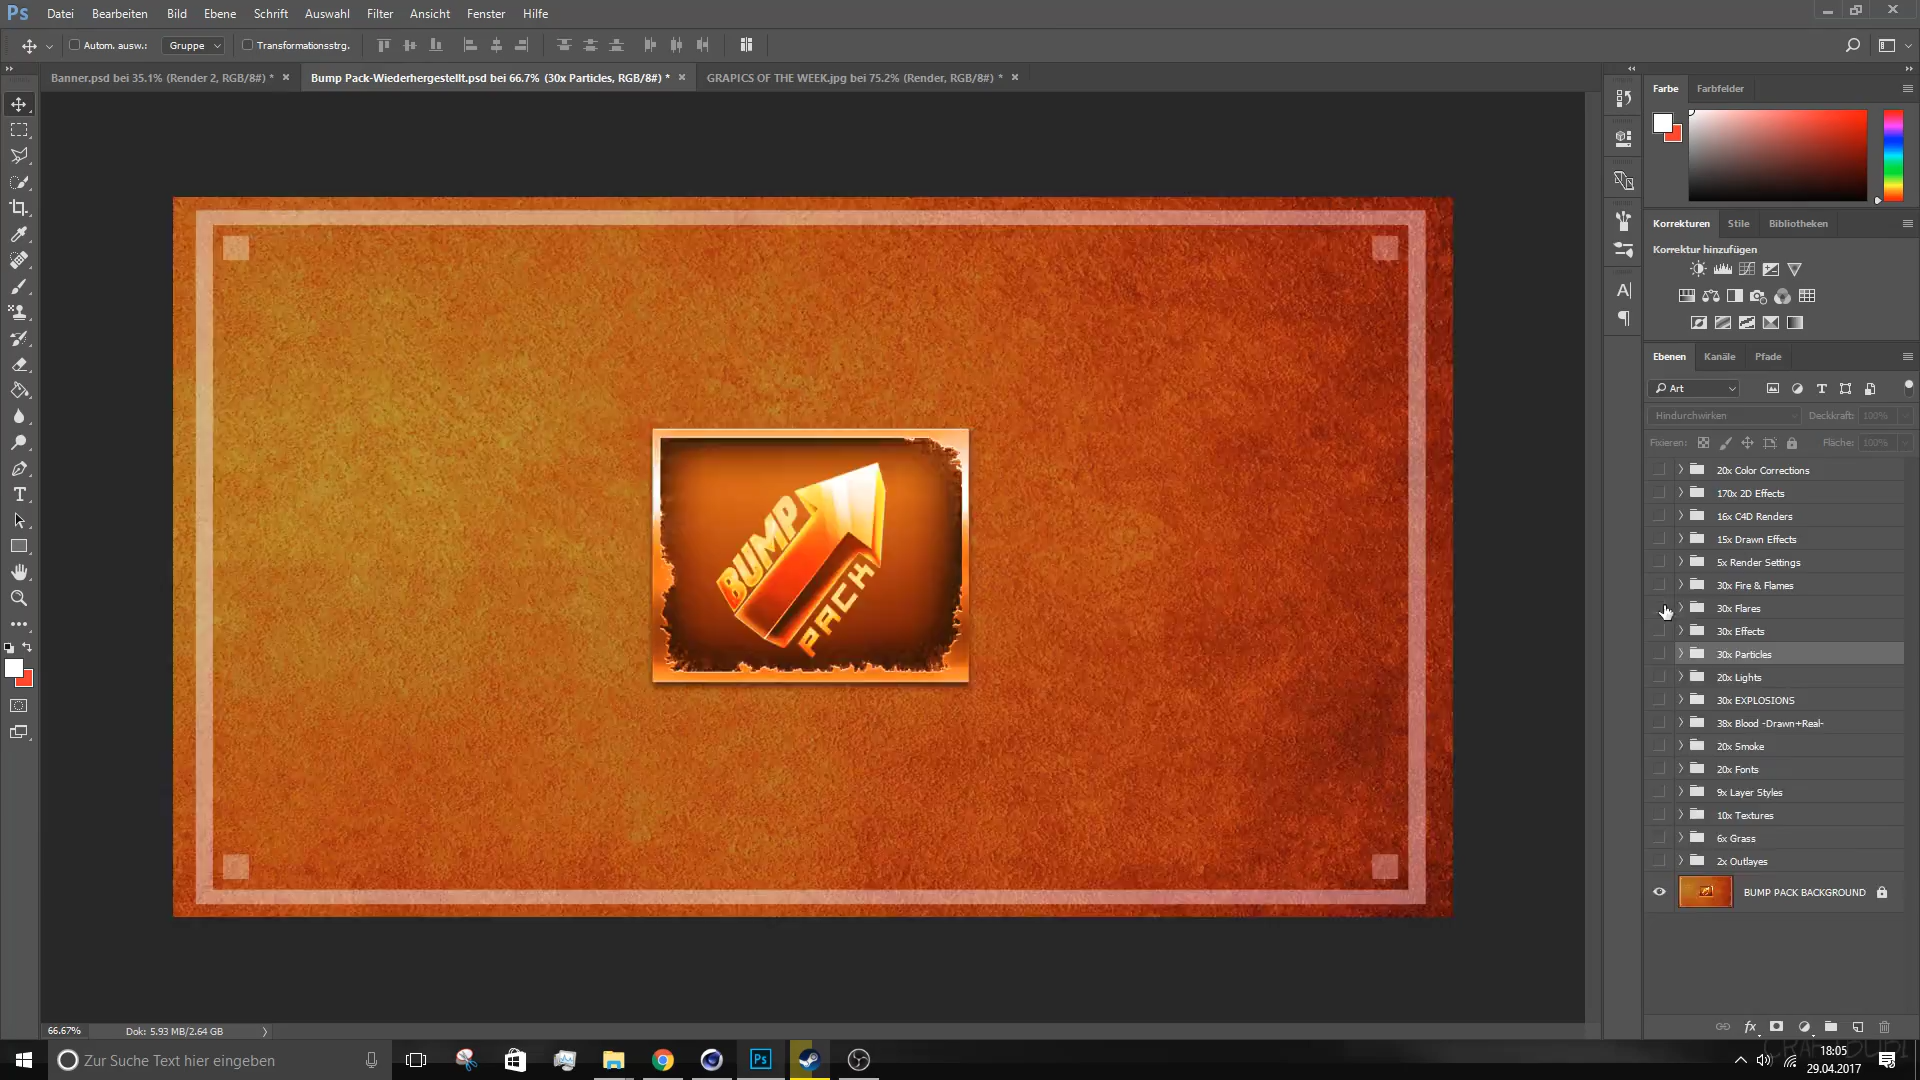 Ps Datei Bearbeiten Bild Ebene Schrift Auswahl Filter Ansicht Fenster Hilfe
Autom. ausw.: Gruppe Transformationsstrg.
Banner.psd bei 35.1% (Render 2, RGB/8#) * × Bump Pack-Wiederhergestellt.psd bei 66.7% (30x Particles, RGB/8#) * × GRAPICS OF THE WEEK.jpg bei 75.2% (Render, RGB/8#) * ×
Farbe Farbfelder
Korrekturen Stile Bibliotheken
Korrektur hinzufügen
Ebenen Kanäle Pfade
Art
Hindurchwirken Deckkraft: 100%
Fixieren: Fläche: 100%
20x Color Corrections
170x 2D Effects
16x C4D Renders
15x Drawn Effects
5x Render Settings
30x Fire & Flames
30x Flares
30x Effects
30x Particles
20x Lights
30x EXPLOSIONS
38x Blood -Drawn+Real-
20x Smoke
20x Fonts
9x Layer Styles
10x Textures
6x Grass
2x Outlayes
BUMP PACK BACKGROUND
BUMP
PACK
66.67% Dok: 5.93 MB/2.64 GB
Zur Suche Text hier eingeben
Ps
CRAFTBUBI
18:05
29.04.2017